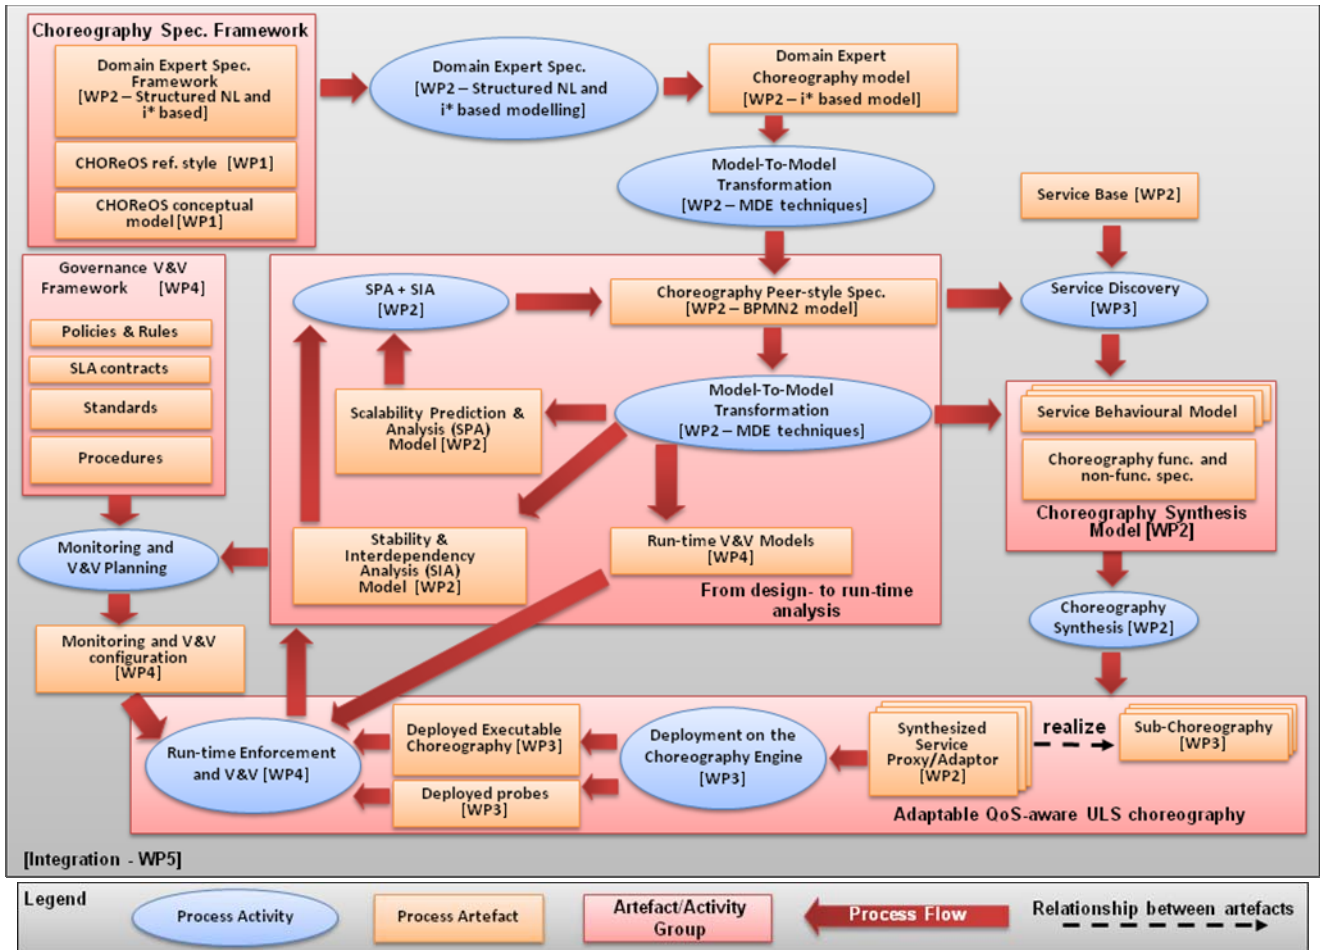 Choreography Spec. Framework
Domain Expert Spec.
Framework
[WP2 – Structured NL and
i* based]
CHOReOS ref. style [WP1]
CHOReOS conceptual
model [WP1]
Domain Expert Spec.
[WP2 – Structured NL and
i* based modelling]
Domain Expert
Choreography model
[WP2 – i* based model]
Model-To-Model
Transformation
[WP2 – MDE techniques]
Service Base [WP2]
Governance V&V
Framework [WP4]
Policies & Rules
SLA contracts
Standards
Procedures
SPA + SIA
[WP2]
Choreography Peer-style Spec.
[WP2 – BPMN2 model]
Service Discovery
[WP3]
Scalability Prediction &
Analysis (SPA)
Model [WP2]
Model-To-Model
Transformation
[WP2 – MDE techniques]
Service Behavioural Model
Choreography func. and
non-func. spec.
Choreography Synthesis
Model [WP2]
Monitoring and
V&V Planning
Stability &
Interdependency
Analysis (SIA)
Model [WP2]
Run-time V&V Models
[WP4]
From design- to run-time
analysis
Choreography
Synthesis [WP2]
Monitoring and V&V
configuration
[WP4]
Run-time Enforcement
and V&V [WP4]
Deployed Executable
Choreography [WP3]
Deployed probes
[WP3]
Deployment on the
Choreography Engine
[WP3]
Synthesized
Service
Proxy/Adaptor
[WP2]
realize
Sub-Choreography
[WP3]
Adaptable QoS-aware ULS choreography
[Integration - WP5]
Legend
Process Activity
Process Artefact
Artefact/Activity
Group
Process Flow
Relationship between artefacts